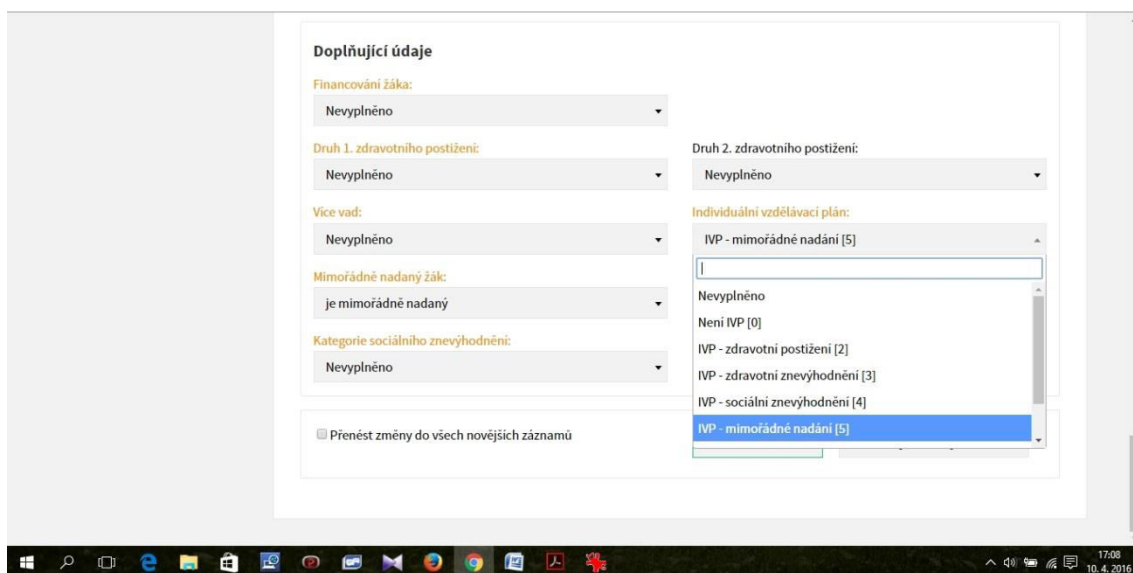 Doplňující údaje
Financování žáka:
Nevyplněno
Druh 1. zdravotního postižení:
Druh 2. zdravotního postižení:
Nevyplněno
Nevyplněno
Více vad:
Individuální vzdělávací plán:
Nevyplněno
IVP - mimořádné nadání [5]
Mimořádně nadaný žák:
je mimořádně nadaný
Nevyplněno
Není IVP [0]
Kategorie sociálního znevýhodnění:
IVP - zdravotní postižení [2]
Nevyplněno
IVP - zdravotní znevýhodnění [3]
IVP - sociální znevýhodnění [4]
IVP - mimořádné nadání [5]
Přenést změny do všech novějších záznamů
17:08
10. 4. 2016